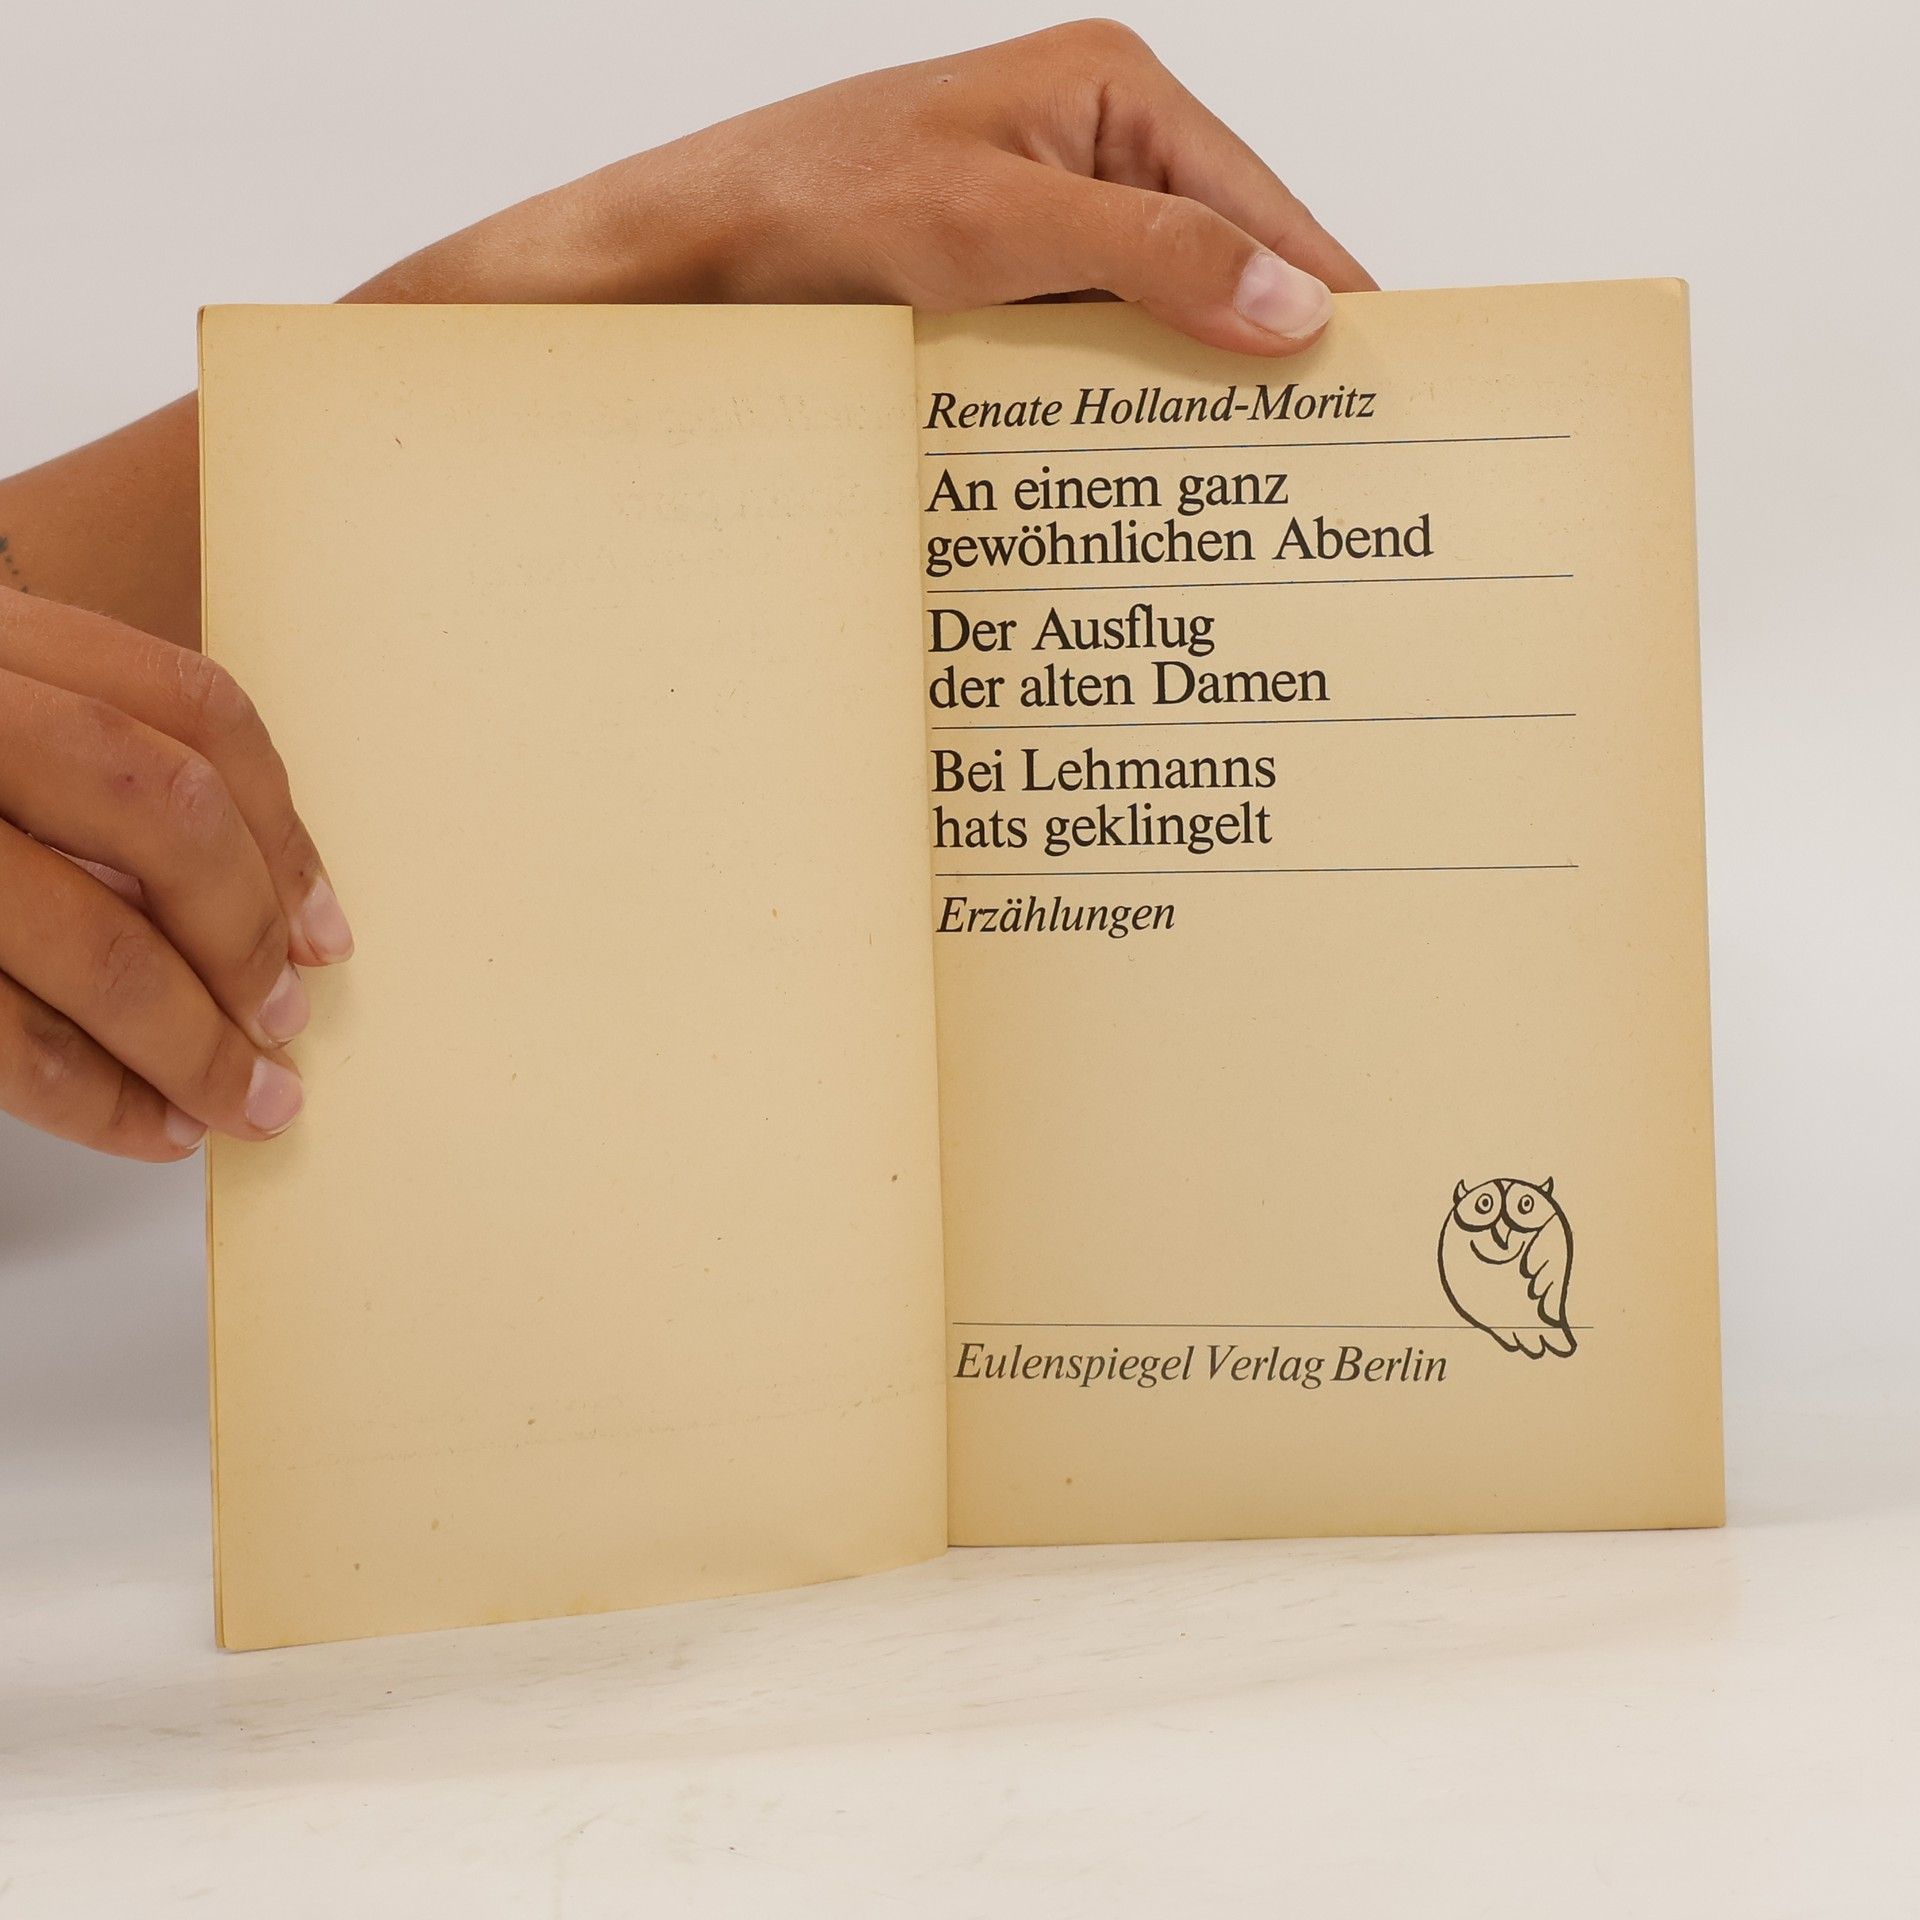 Renate Holland-Moritz
An einem ganz
gewöhnlichen Abend
Der Ausflug
der alten Damen
Bei Lehmanns
hats geklingelt
Erzählungen
Eulenspiegel Verlag Berlin